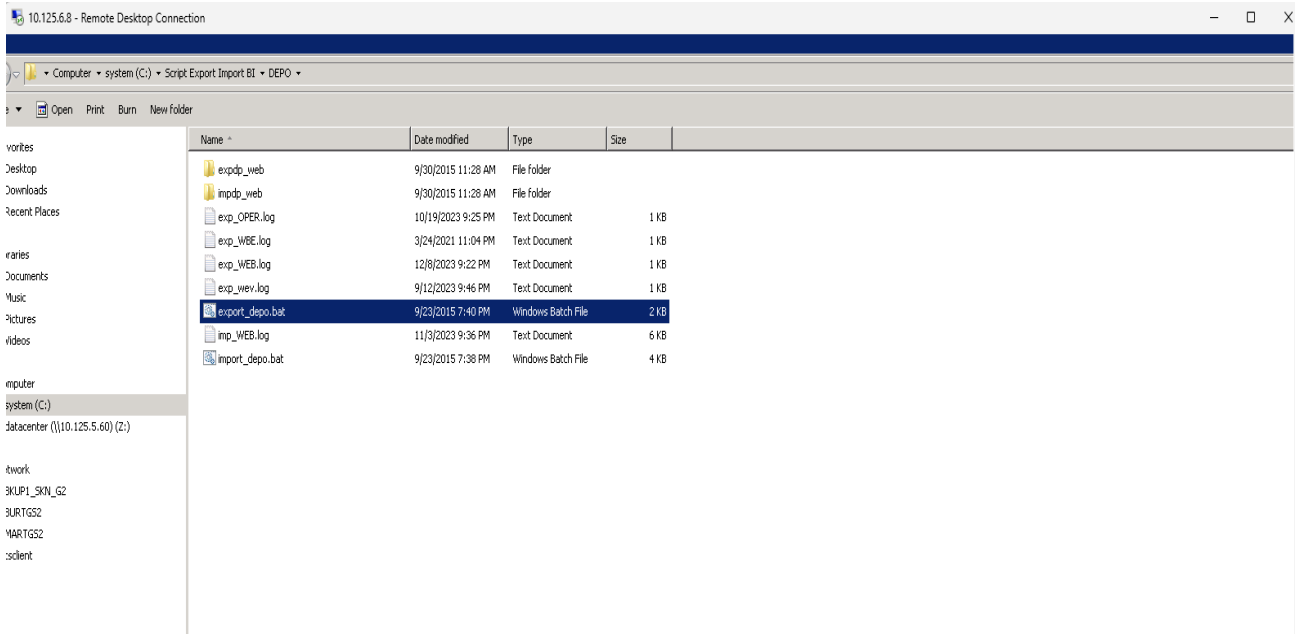 10.125.6.8 - Remote Desktop Connection
Computer system (C:) Script Export Import BI DEPO
e Open Print Burn New folder
vorites
Desktop
Downloads
Recent Places
raries
Documents
Music
Pictures
Videos
omputer
system (C:)
datacenter (\\10.125.5.60) (Z:)
etwork
BKUP1_SKN_G2
BURTGS2
MARTGS2
tsclient
Name Date modified Type Size
expdp_web 9/30/2015 11:28 AM File folder
impdp_web 9/30/2015 11:28 AM File folder
exp_OPER.log 10/19/2023 9:25 PM Text Document 1 KB
exp_WBE.log 3/24/2021 11:04 PM Text Document 1 KB
exp_WEB.log 12/8/2023 9:22 PM Text Document 1 KB
exp_wev.log 9/12/2023 9:46 PM Text Document 1 KB
export_depo.bat 9/23/2015 7:40 PM Windows Batch File 2 KB
imp_WEB.log 11/3/2023 9:36 PM Text Document 6 KB
import_depo.bat 9/23/2015 7:38 PM Windows Batch File 4 KB